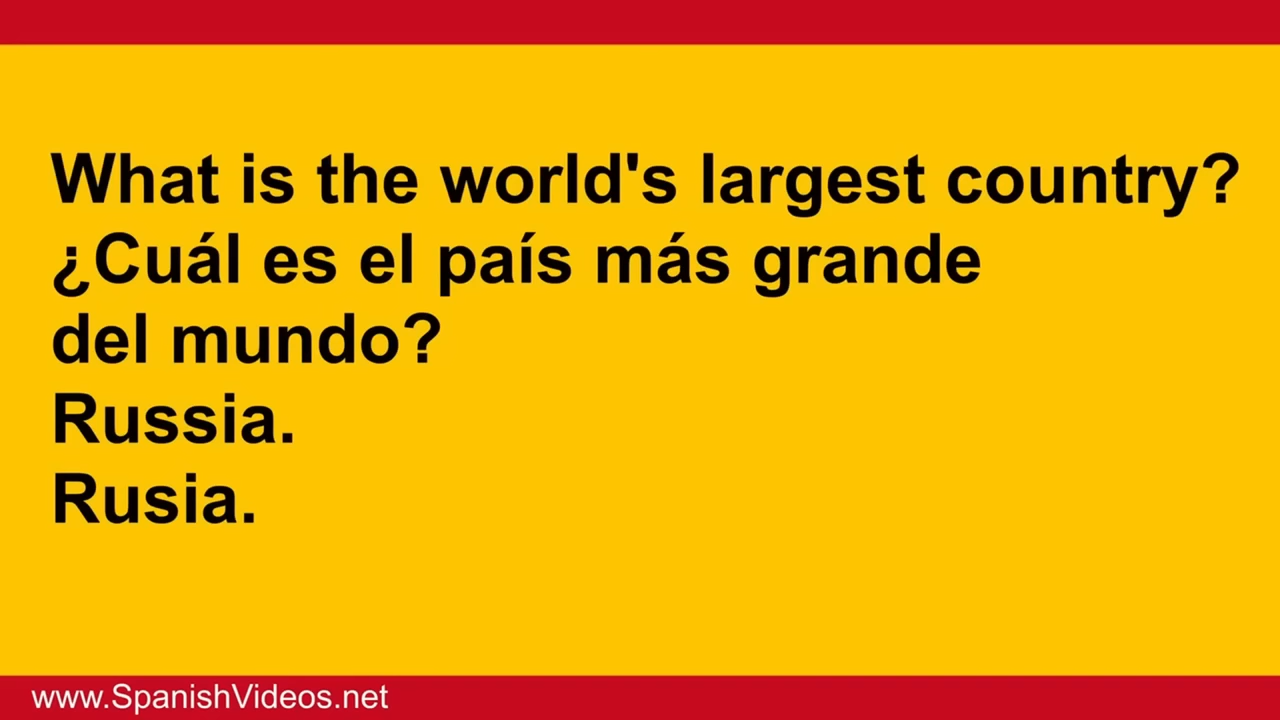 What is the world's largest country?
¿Cuál es el país más grande
del mundo?
Russia.
Rusia.
www.SpanishVideos.net